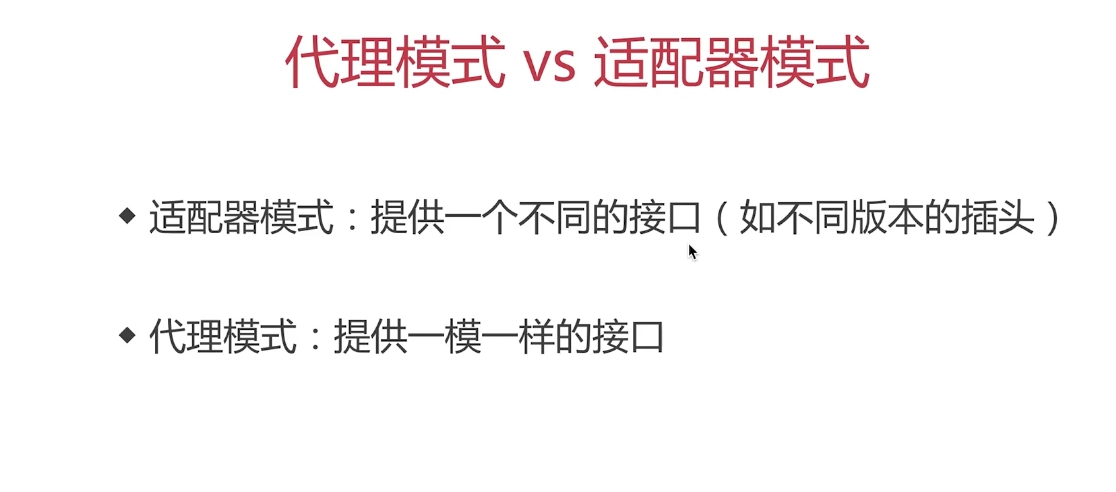 代理模式 vs 适配器模式
◆ 适配器模式：提供一个不同的接口（如不同版本的插头）
◆ 代理模式：提供一模一样的接口